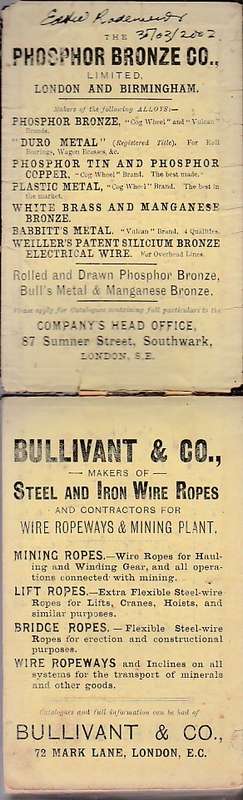 31/03/2002
THE
PHOSPHOR BRONZE CO.,
LIMITED,
LONDON AND BIRMINGHAM.
Makers of the following ALLOYS:—
PHOSPHOR BRONZE, "Cog Wheel" and "Vulcan"
Brands.
"DURO METAL" (Registered Title). For Roll
Bearings, Wagon Brasses, &c.
PHOSPHOR TIN AND PHOSPHOR
COPPER, "Cog Wheel" Brand. The best made.
PLASTIC METAL, "Cog Wheel" Brand. The best in
the market.
WHITE BRASS AND MANGANESE
BRONZE.
BABBITT'S METAL. "Vulcan" Brand, 4 Qualities.
WEILLER'S PATENT SILICIUM BRONZE
ELECTRICAL WIRE. For Overhead Lines.
Rolled and Drawn Phosphor Bronze,
Bull's Metal & Manganese Bronze.
Please apply for Catalogues containing full particulars to the
COMPANY'S HEAD OFFICE,
87 Sumner Street, Southwark,
LONDON, S.E.
BULLIVANT & CO.,
MAKERS OF
STEEL AND IRON WIRE ROPES
AND CONTRACTORS FOR
WIRE ROPEWAYS & MINING PLANT.
MINING ROPES.—Wire Ropes for Haul-
ing and Winding Gear, and all opera-
tions connected with mining.
LIFT ROPES.—Extra Flexible Steel-wire
Ropes for Lifts, Cranes, Hoists, and
similar purposes.
BRIDGE ROPES. — Flexible Steel-wire
Ropes for erection and constructional
purposes.
WIRE ROPEWAYS and Inclines on all
systems for the transport of minerals
and other goods.
Catalogues and full information can be had of
BULLIVANT & CO.,
72 MARK LANE, LONDON, E.C.